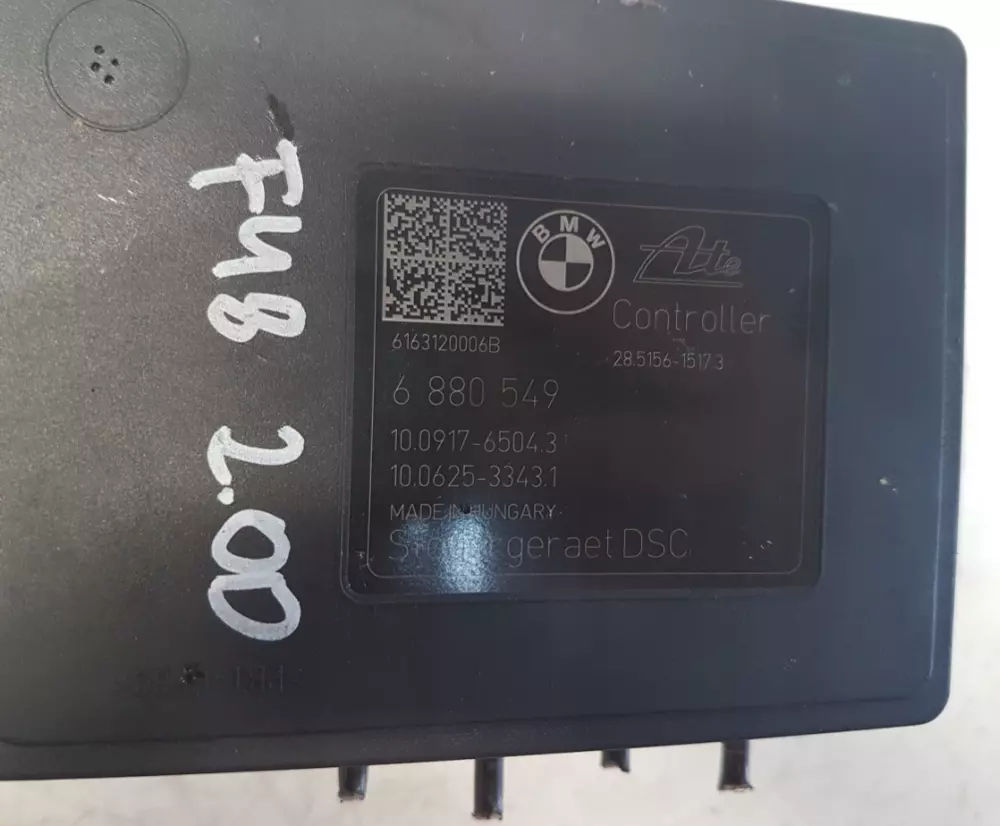 F48 2.0D
BMW
Ate
Controller
6163120006B
28.5156-1517.3
6 880 549
10.0917-6504.3
10.0625-3343.1
MADE IN HUNGARY
Steuergeraet DSC